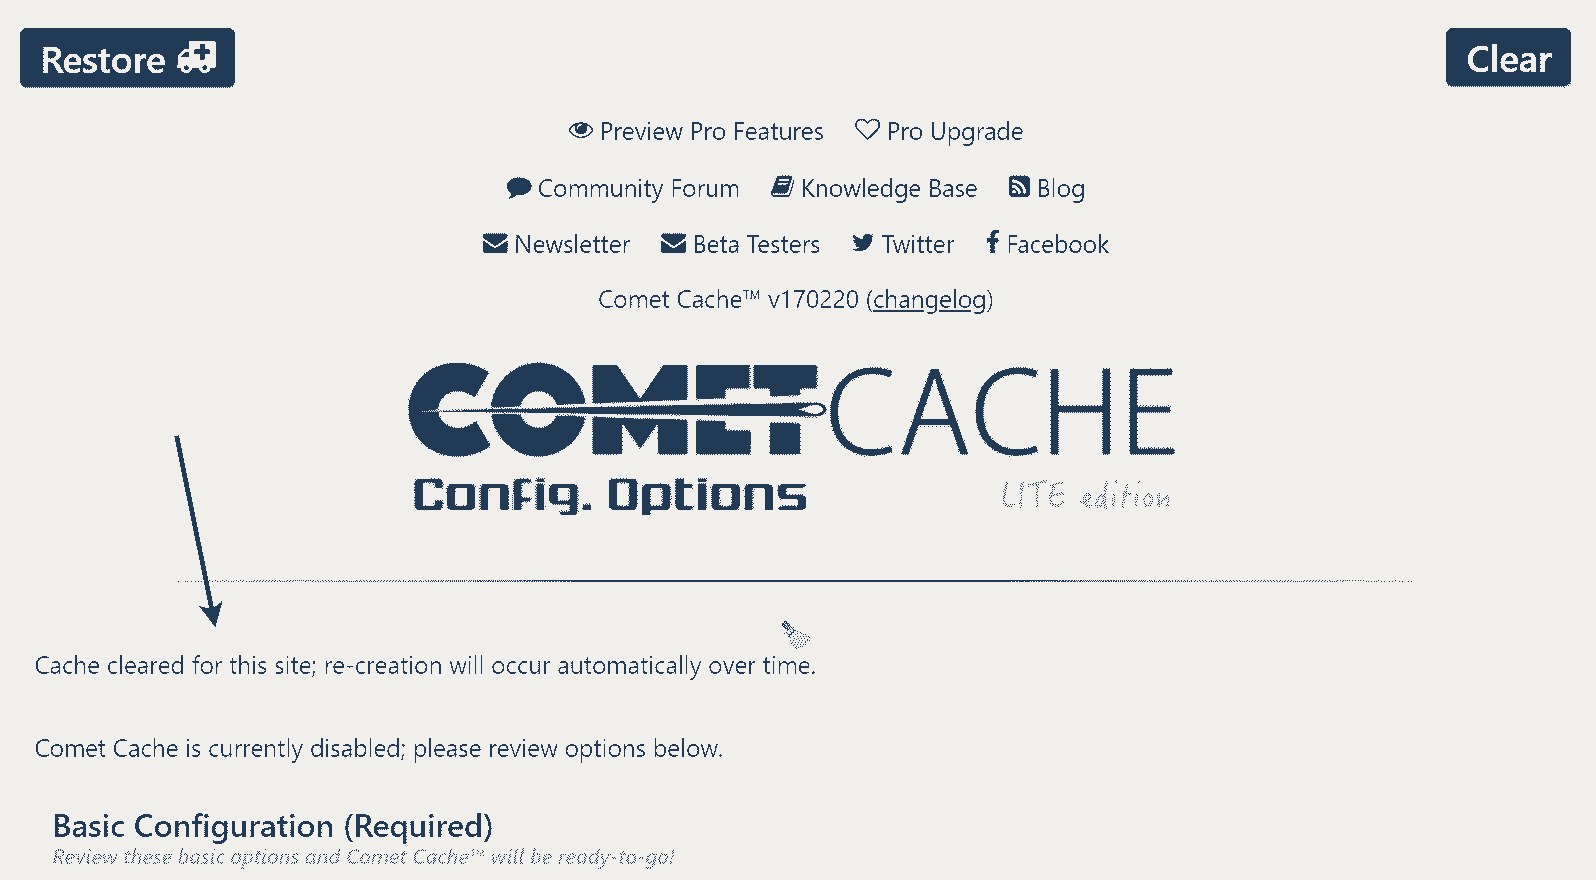 Restore Clear
Preview Pro Features Pro Upgrade
Community Forum Knowledge Base Blog
Newsletter Beta Testers Twitter Facebook
Comet Cache™ v170220 (changelog)
COMETCACHE
Config. Options LITE edition
Cache cleared for this site; re-creation will occur automatically over time.
Comet Cache is currently disabled; please review options below.
Basic Configuration (Required)
Review these basic options and Comet Cache™ will be ready-to-go!